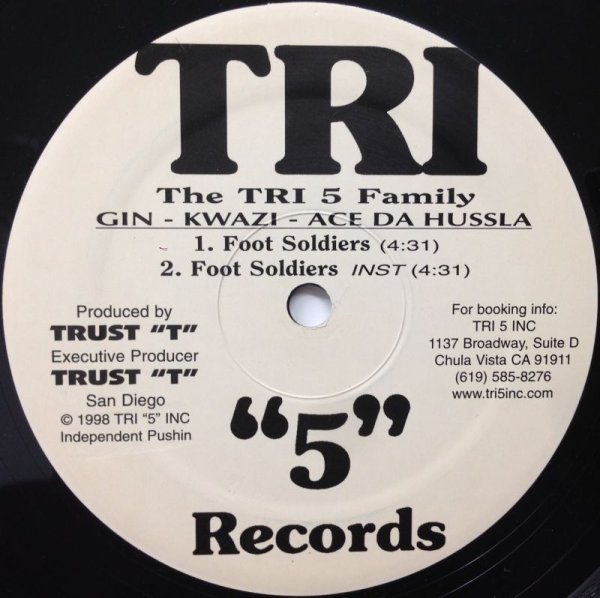 TRI
The TRI 5 Family
GIN - KWAZI - ACE DA HUSSLA
1. Foot Soldiers (4:31)
2. Foot Soldiers INST (4:31)
Produced by
TRUST “T”
Executive Producer
TRUST “T”
San Diego
© 1998 TRI “5” INC
Independent Pushin
For booking info:
TRI 5 INC
1137 Broadway, Suite D
Chula Vista CA 91911
(619) 585-8276
www.tri5inc.com
“5”
Records